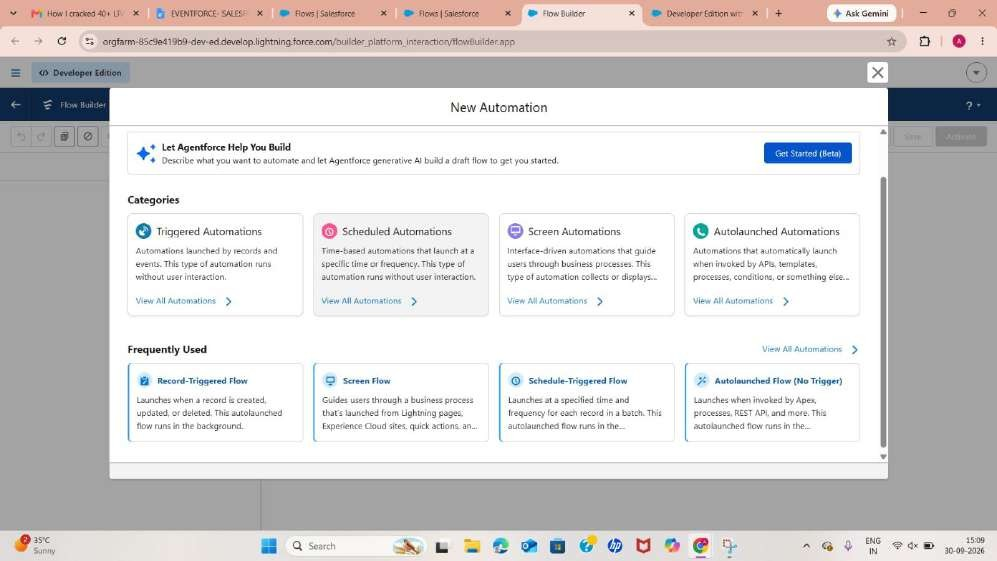 How I cracked 40+ LPA
EVENTFORCE- SALESF
Flows | Salesforce
Flows | Salesforce
Flow Builder
Developer Edition wit
Ask Gemini
orgfarm-85c9e419b9-dev-ed.develop.lightning.force.com/builder_platform_interaction/flowBuilder.app
A
Developer Edition
Flow Builder
?
Save
Activate
New Automation
Let Agentforce Help You Build
Describe what you want to automate and let Agentforce generative AI build a draft flow to get you started.
Get Started (Beta)
Categories
Triggered Automations
Automations launched by records and
events. This type of automation runs
without user interaction.
View All Automations
Scheduled Automations
Time-based automations that launch at a
specific time or frequency. This type of
automation runs without user interaction.
View All Automations
Screen Automations
Interface-driven automations that guide
users through business processes. This
type of automation collects or displays...
View All Automations
Autolaunched Automations
Automations that automatically launch
when invoked by APIs, templates,
processes, conditions, or something else...
View All Automations
Frequently Used
View All Automations
Record-Triggered Flow
Launches when a record is created,
updated, or deleted. This autolaunched
flow runs in the background.
Screen Flow
Guides users through a business process
that's launched from Lightning pages,
Experience Cloud sites, quick actions, an...
Schedule-Triggered Flow
Launches at a specified time and
frequency for each record in a batch. This
autolaunched flow runs in the...
Autolaunched Flow (No Trigger)
Launches when invoked by Apex,
processes, REST API, and more. This
autolaunched flow runs in the...
2
35°C
Sunny
Search
ENG
IN
15:09
30-09-2026